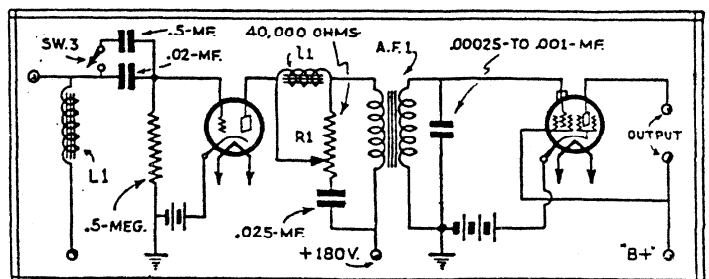 .5-MF.
SW.3
.02-MF.
40,000 OHMS
L1
A.F.1
.00025-TO .001-MF.
L1
R1
OUTPUT
.5-MEG.
.025-MF.
+180V.
"B+"